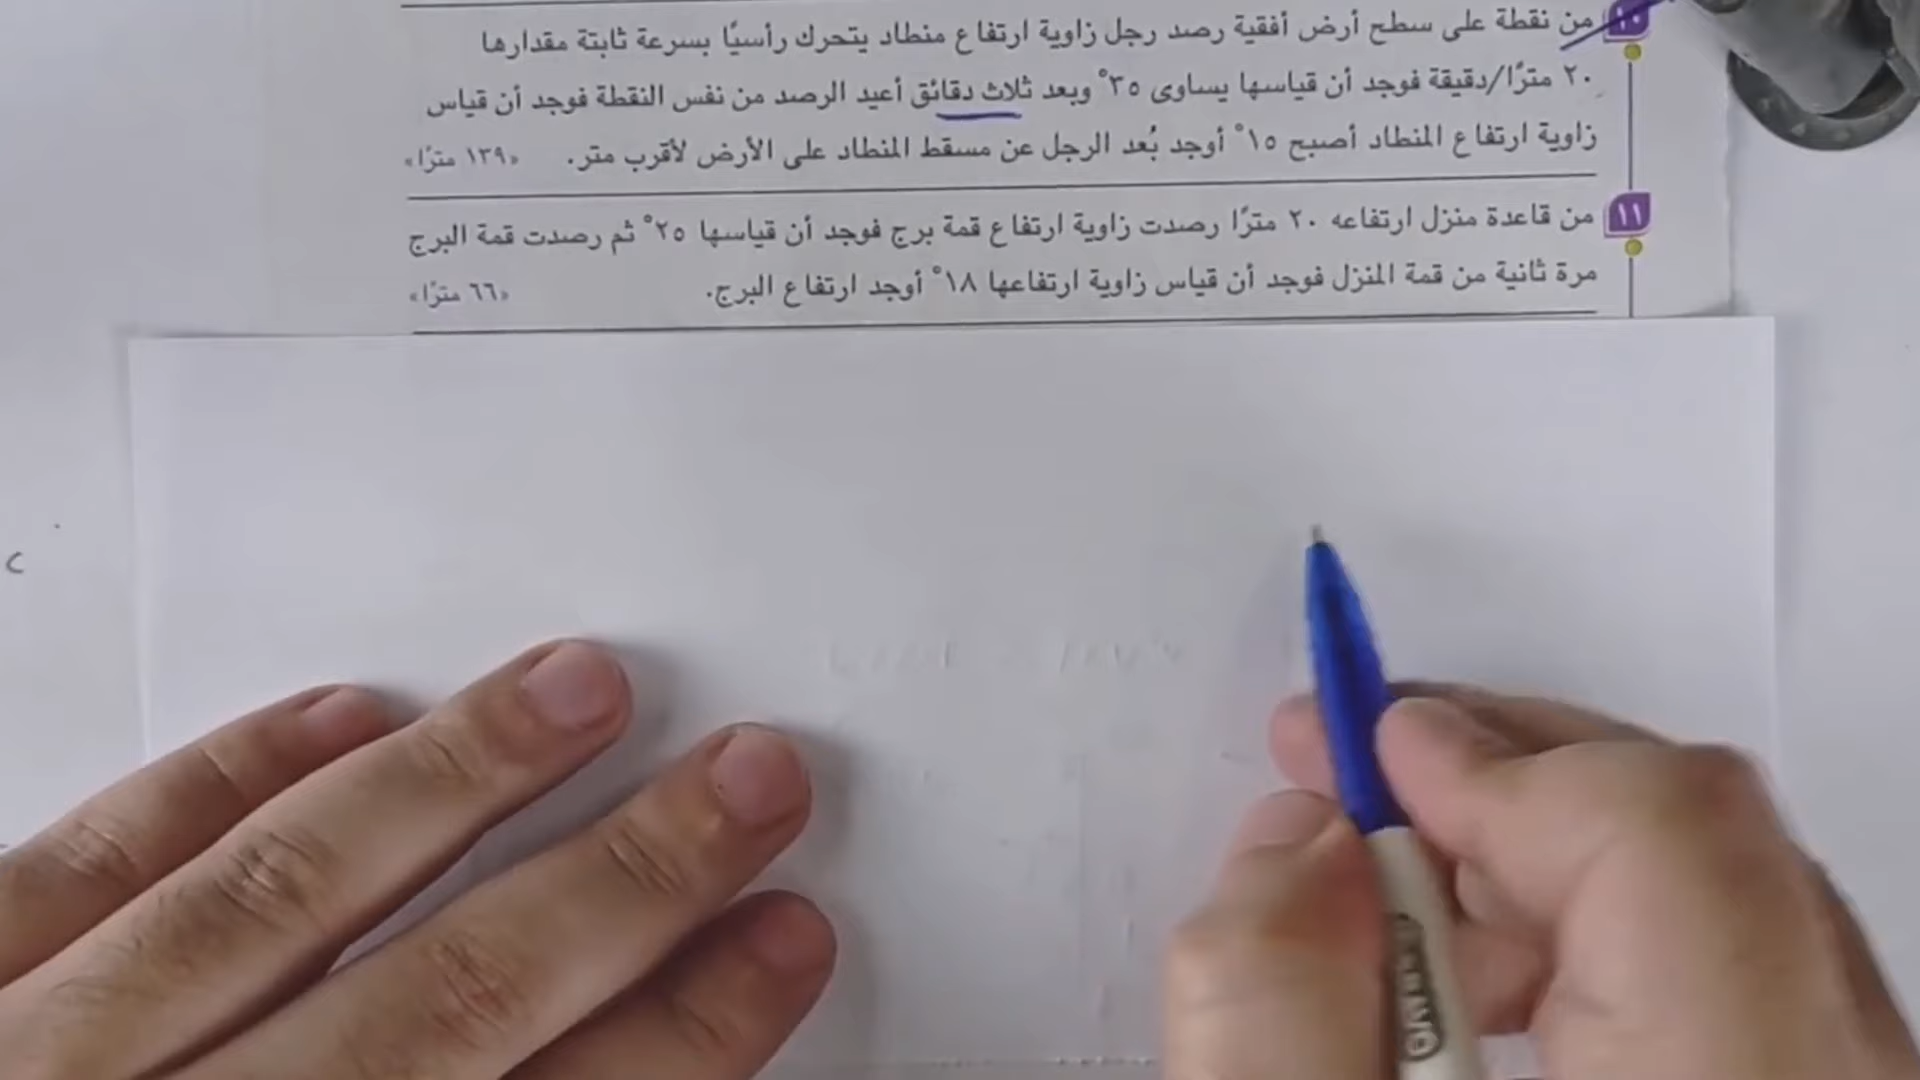 ١٠ من نقطة على سطح أرض أفقية رصد رجل زاوية ارتفاع منطاد يتحرك رأسيًا بسرعة ثابتة مقدارها
٢٠ مترًا/دقيقة فوجد أن قياسها يساوى ٣٥° وبعد ثلاث دقائق أعيد الرصد من نفس النقطة فوجد أن قياس
زاوية ارتفاع المنطاد أصبح ١٥° أوجد بُعد الرجل عن مسقط المنطاد على الأرض لأقرب متر. «١٣٩ مترًا»
١١ من قاعدة منزل ارتفاعه ٢٠ مترًا رصدت زاوية ارتفاع قمة برج فوجد أن قياسها ٢٥° ثم رصدت قمة البرج
مرة ثانية من قمة المنزل فوجد أن قياس زاوية ارتفاعها ١٨° أوجد ارتفاع البرج. «٦٦ مترًا»